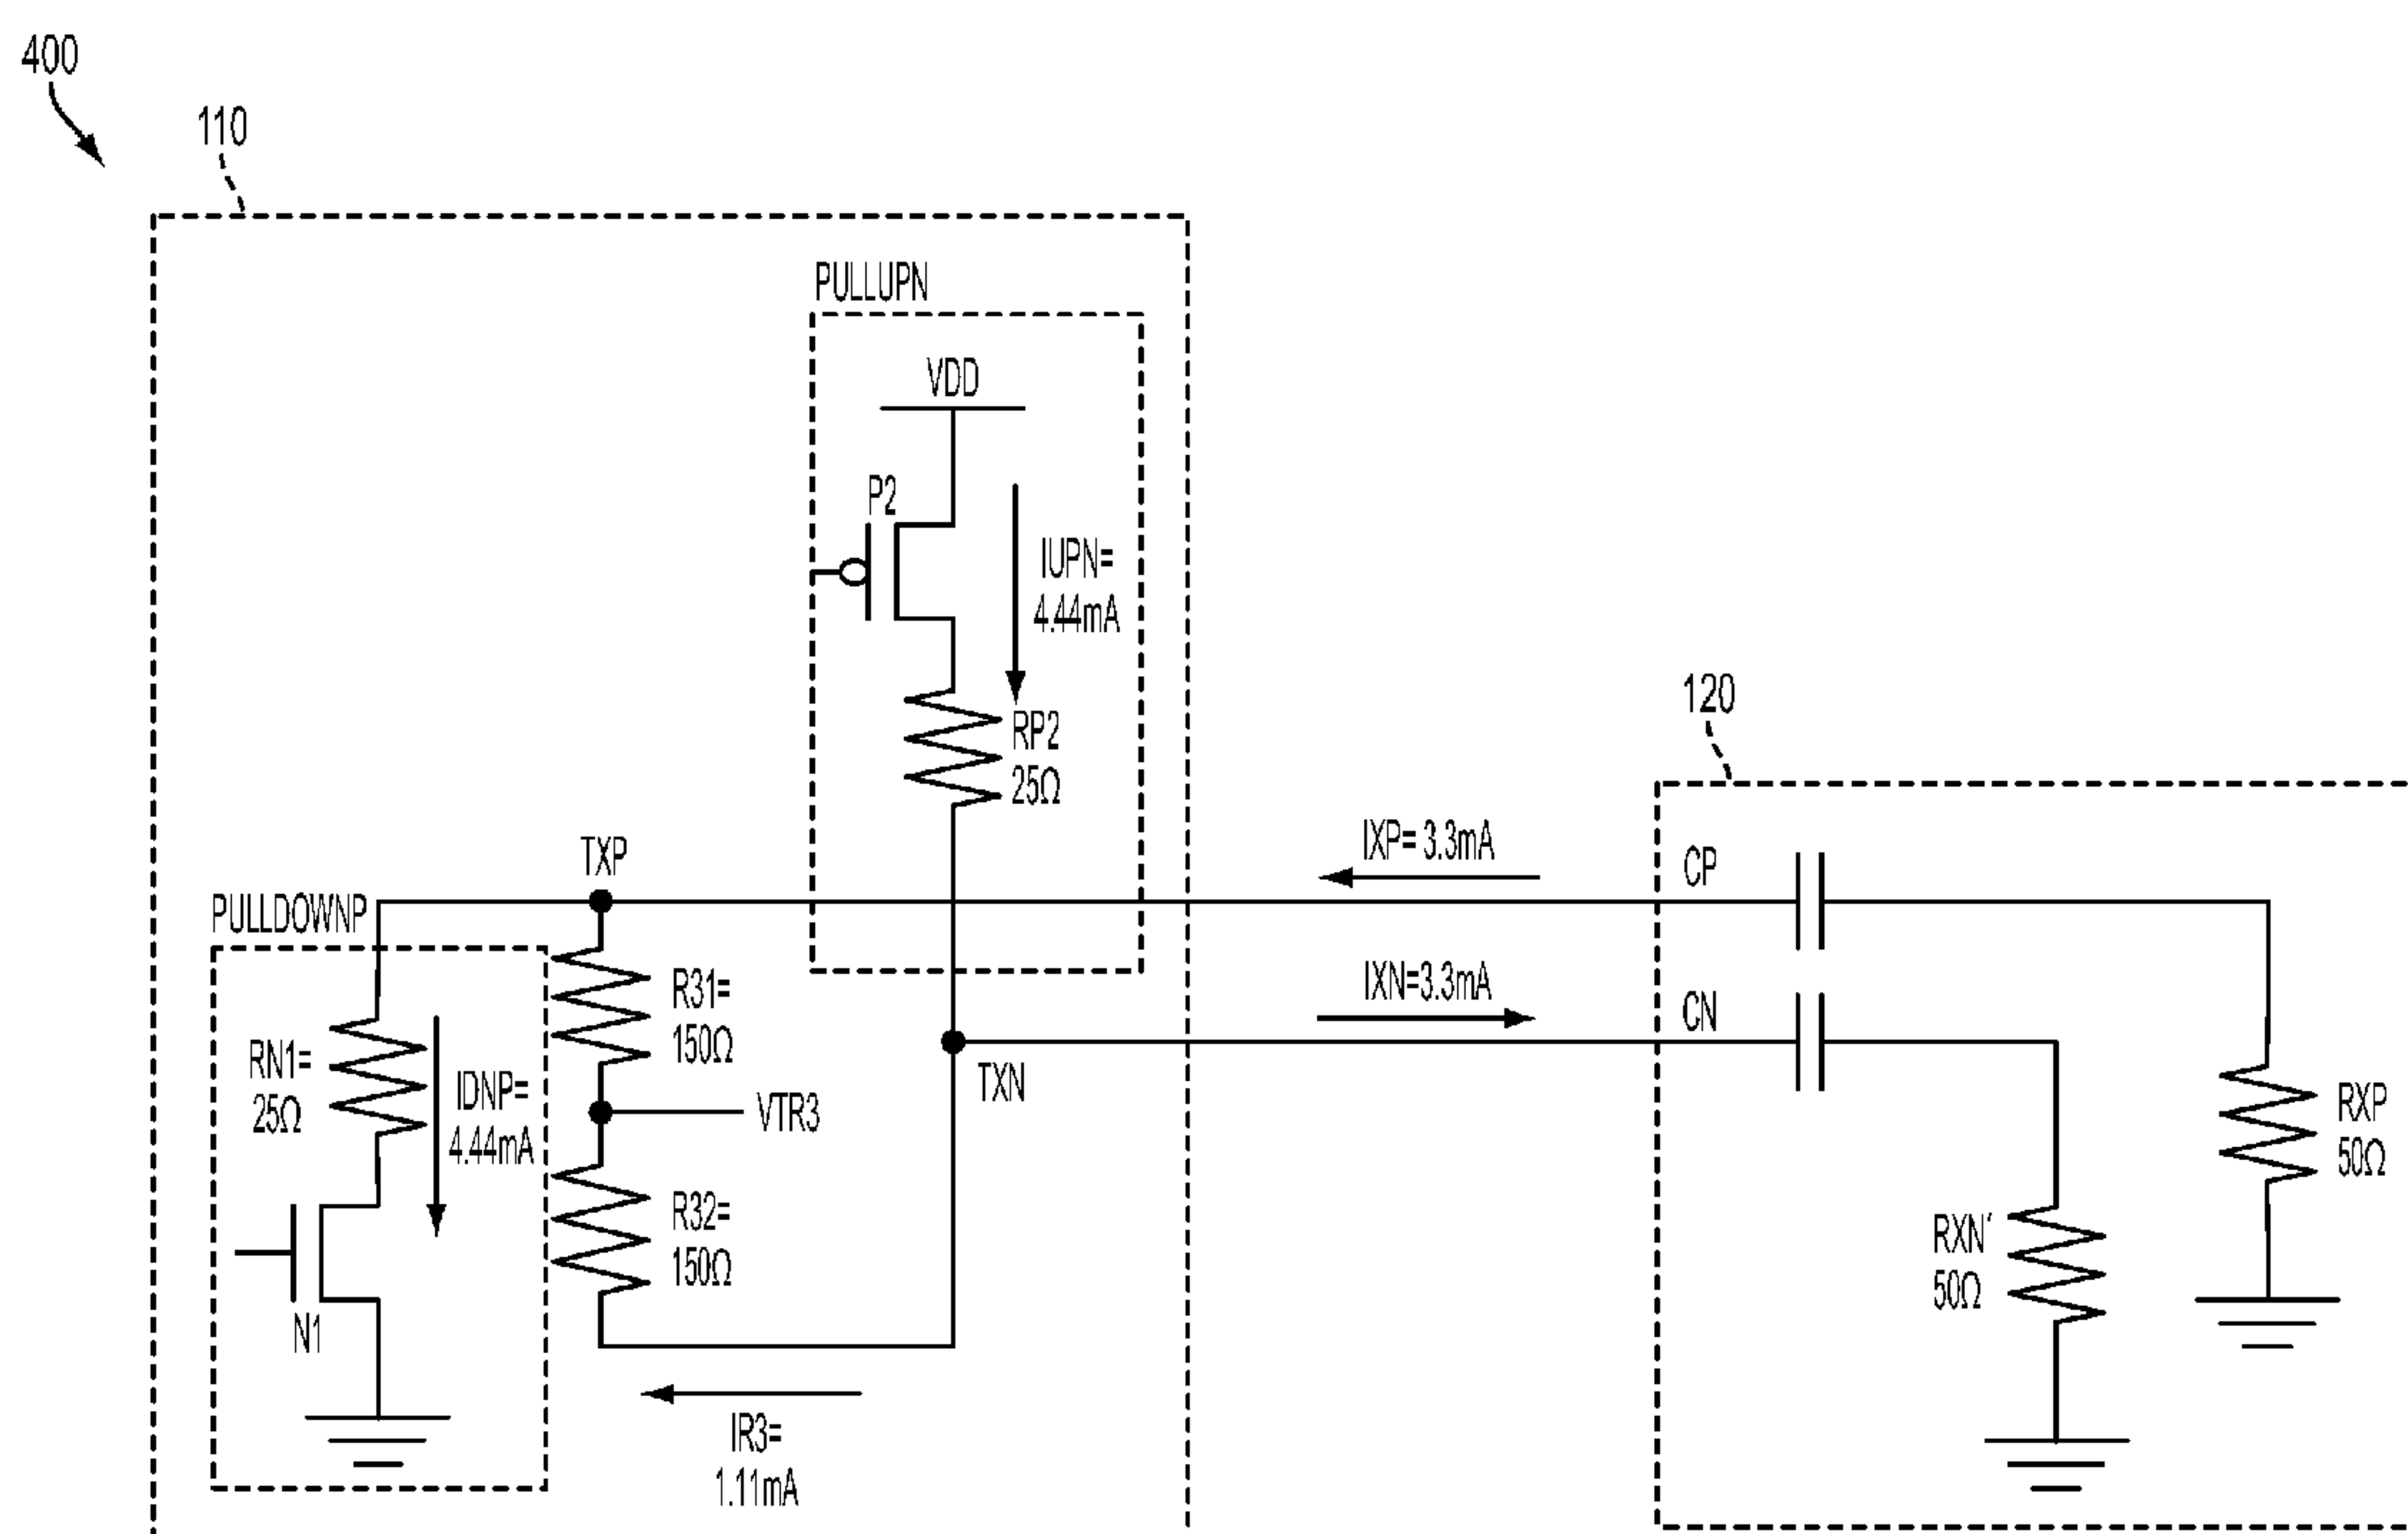 400
110
PULLUPN
VDD
P2
IUPN=
4.44mA
RP2
25Ω
120
TXP
IXP= 3.3mA
CP
PULLDOWNP
IXN=3.3mA
CN
R31=
150Ω
RN1=
25Ω
IDNP=
4.44mA
VTR3
TXN
RXP
50Ω
R32=
150Ω
RXN'
50Ω
N1
IR3=
1.11mA